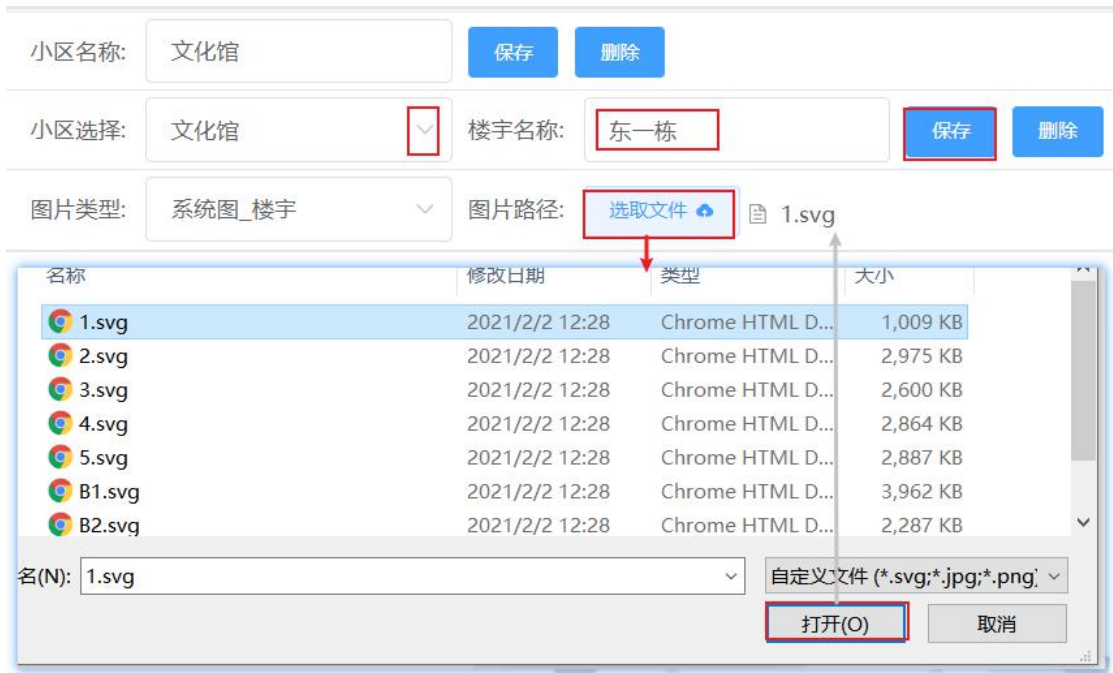 小区名称: 文化馆 保存 删除
小区选择: 文化馆 楼宇名称: 东一栋 保存 删除
图片类型: 系统图_楼宇 图片路径: 选取文件 1.svg
名称 修改日期 类型 大小
1.svg 2021/2/2 12:28 Chrome HTML D... 1,009 KB
2.svg 2021/2/2 12:28 Chrome HTML D... 2,975 KB
3.svg 2021/2/2 12:28 Chrome HTML D... 2,600 KB
4.svg 2021/2/2 12:28 Chrome HTML D... 2,864 KB
5.svg 2021/2/2 12:28 Chrome HTML D... 2,887 KB
B1.svg 2021/2/2 12:28 Chrome HTML D... 3,962 KB
B2.svg 2021/2/2 12:28 Chrome HTML D... 2,287 KB
名(N): 1.svg 自定义文件 (*.svg;*.jpg;*.png)
打开(O) 取消